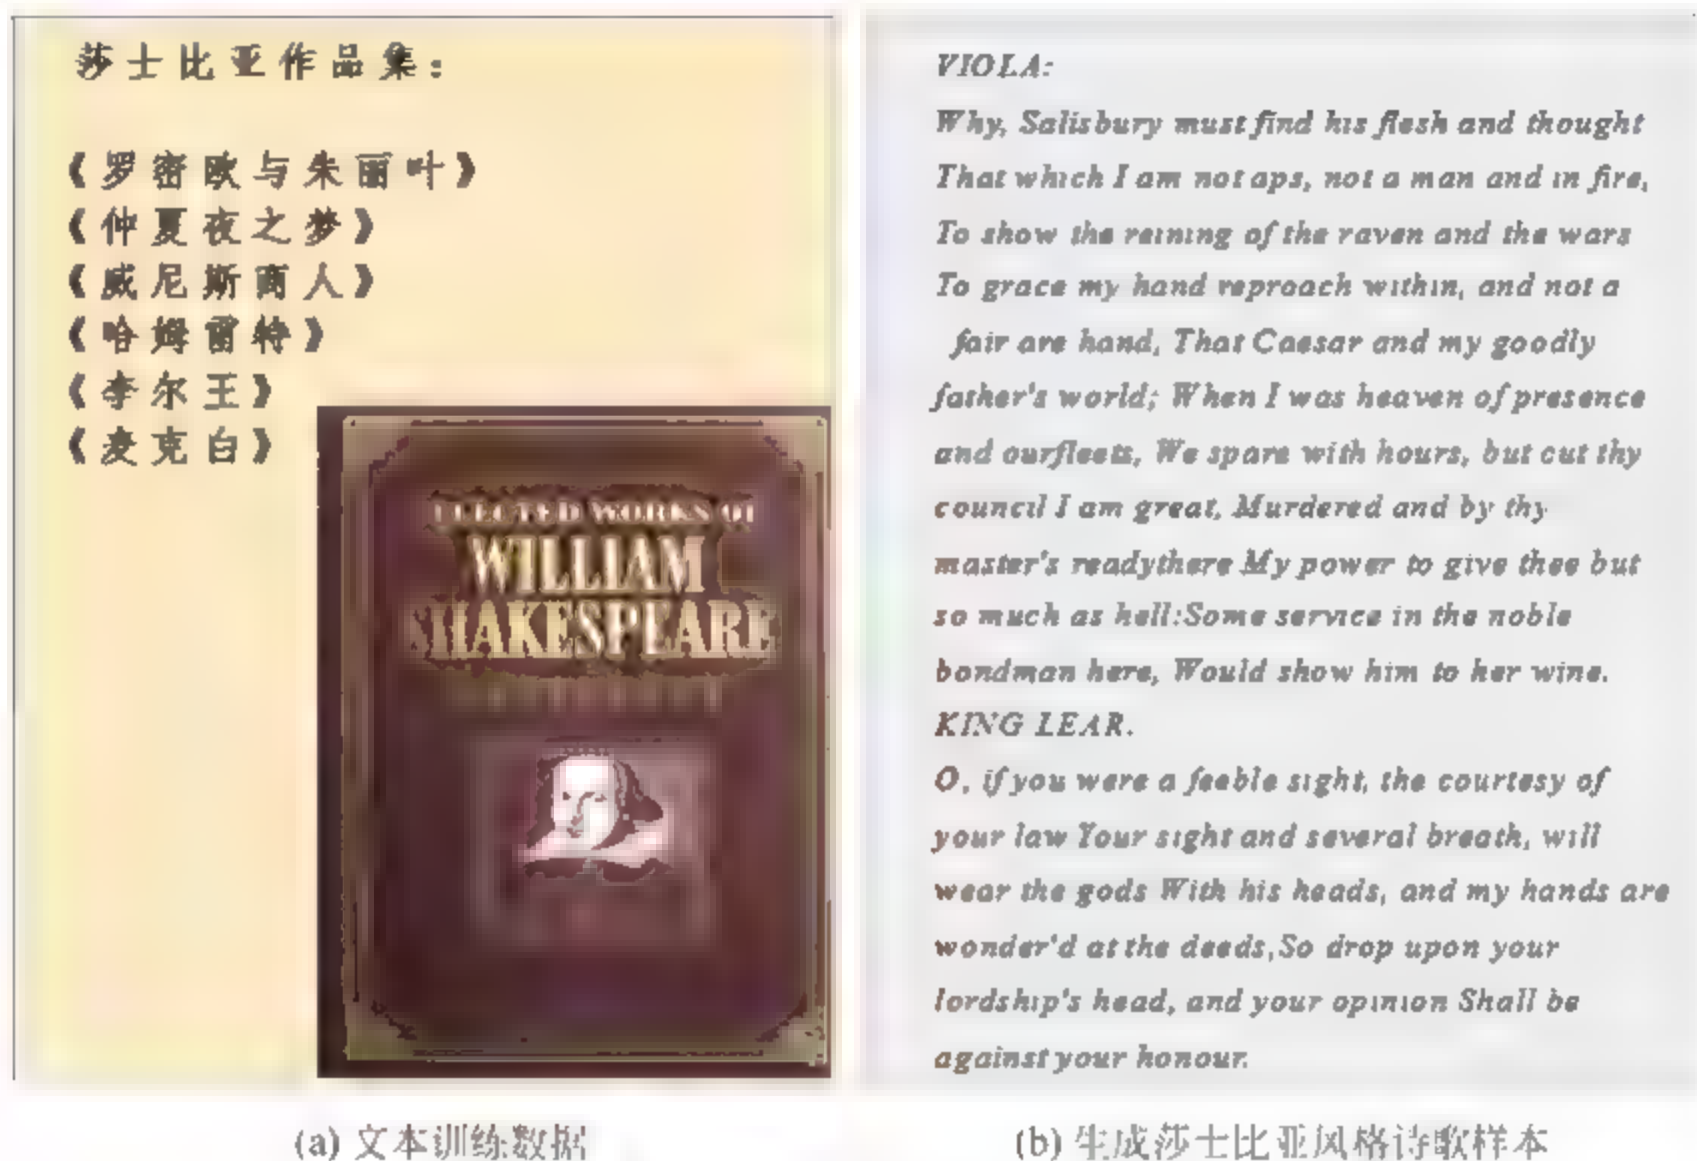 莎士比亚作品集：
《罗密欧与朱丽叶》
《仲夏夜之梦》
《威尼斯商人》
《哈姆雷特》
《李尔王》
《麦克白》
WORKS OF
WILLIAM
SHAKESPEARE
(a) 文本训练数据
VIOLA:
Why, Salisbury must find his flesh and thought
That which I am not aps, not a man and in fire,
To show the reining of the raven and the wars
To grace my hand reproach within, and not a
fair are hand, That Caesar and my goodly
father's world; When I was heaven of presence
and ourfleets, We spare with hours, but cut thy
council I am great, Murdered and by thy
master's readythere My power to give thee but
so much as hell:Some service in the noble
bondman here, Would show him to her wine.
KING LEAR.
O, if you were a feeble sight, the courtesy of
your law Your sight and several breath, will
wear the gods With his heads, and my hands are
wonder'd at the deeds,So drop upon your
lordship's head, and your opinion Shall be
against your honour.
(b) 生成莎士比亚风格诗歌样本